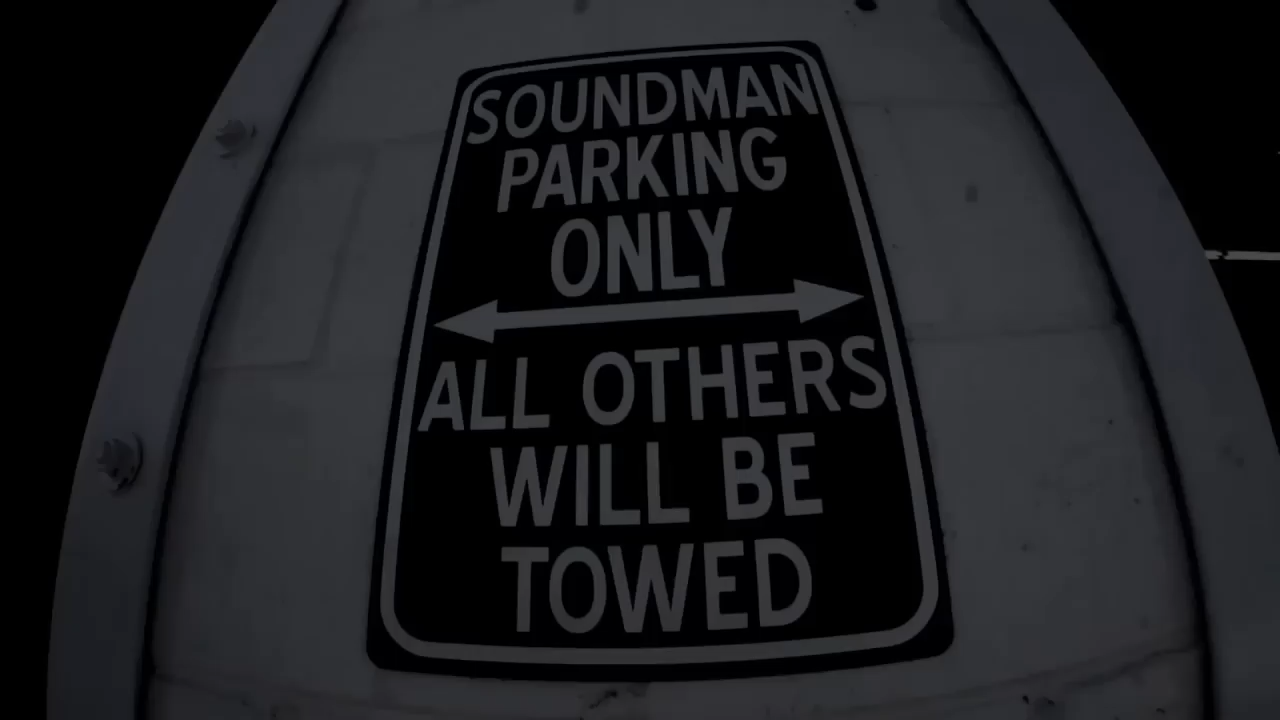 SOUNDMAN
PARKING
ONLY
ALL OTHERS
WILL BE
TOWED